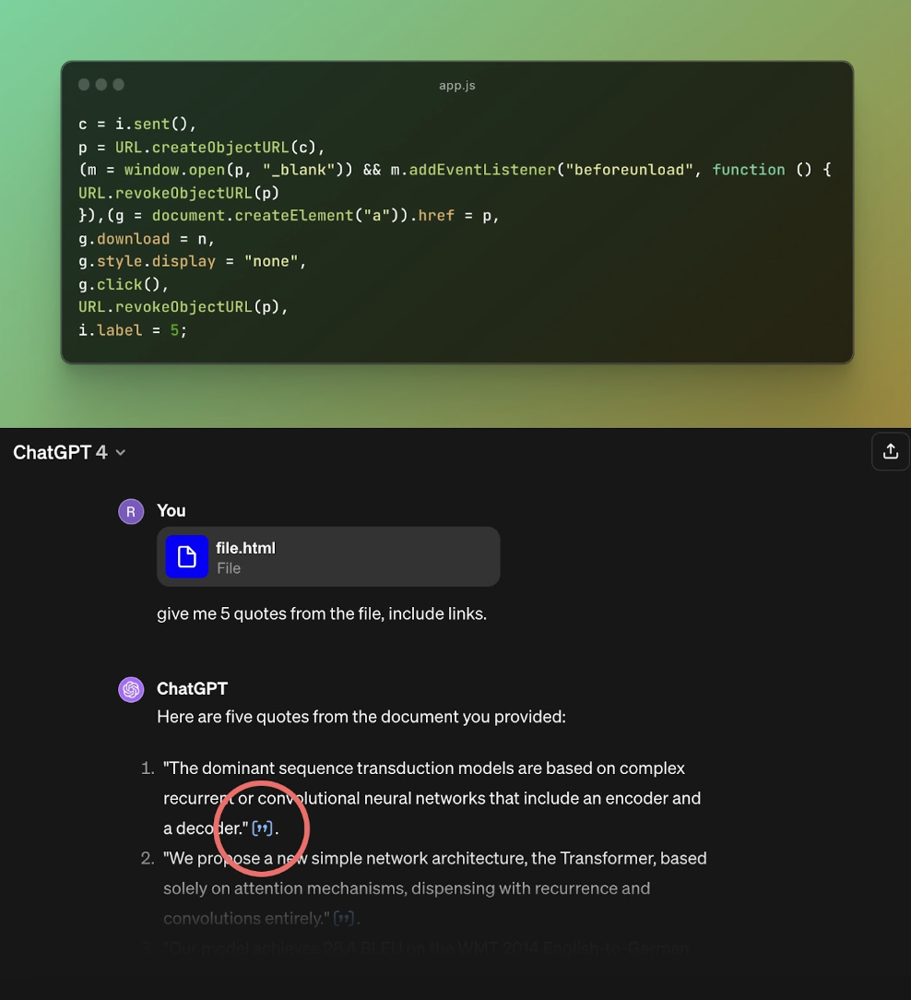 app.js
c = i.sent(),
p = URL.createObjectURL(c),
(m = window.open(p, "_blank")) && m.addEventListener("beforeunload", function () {
URL.revokeObjectURL(p)
}),(g = document.createElement("a")).href = p,
g.download = n,
g.style.display = "none",
g.click(),
URL.revokeObjectURL(p),
i.label = 5;
ChatGPT 4
R
You
file.html
File
give me 5 quotes from the file, include links.
ChatGPT
Here are five quotes from the document you provided:
1. "The dominant sequence transduction models are based on complex
recurrent or convolutional neural networks that include an encoder and
a decoder." [”].
2. "We propose a new simple network architecture, the Transformer, based
solely on attention mechanisms, dispensing with recurrence and
convolutions entirely." [”].
3. "Our model achieves 28.4 BLEU on the WMT 2014 English-to-German